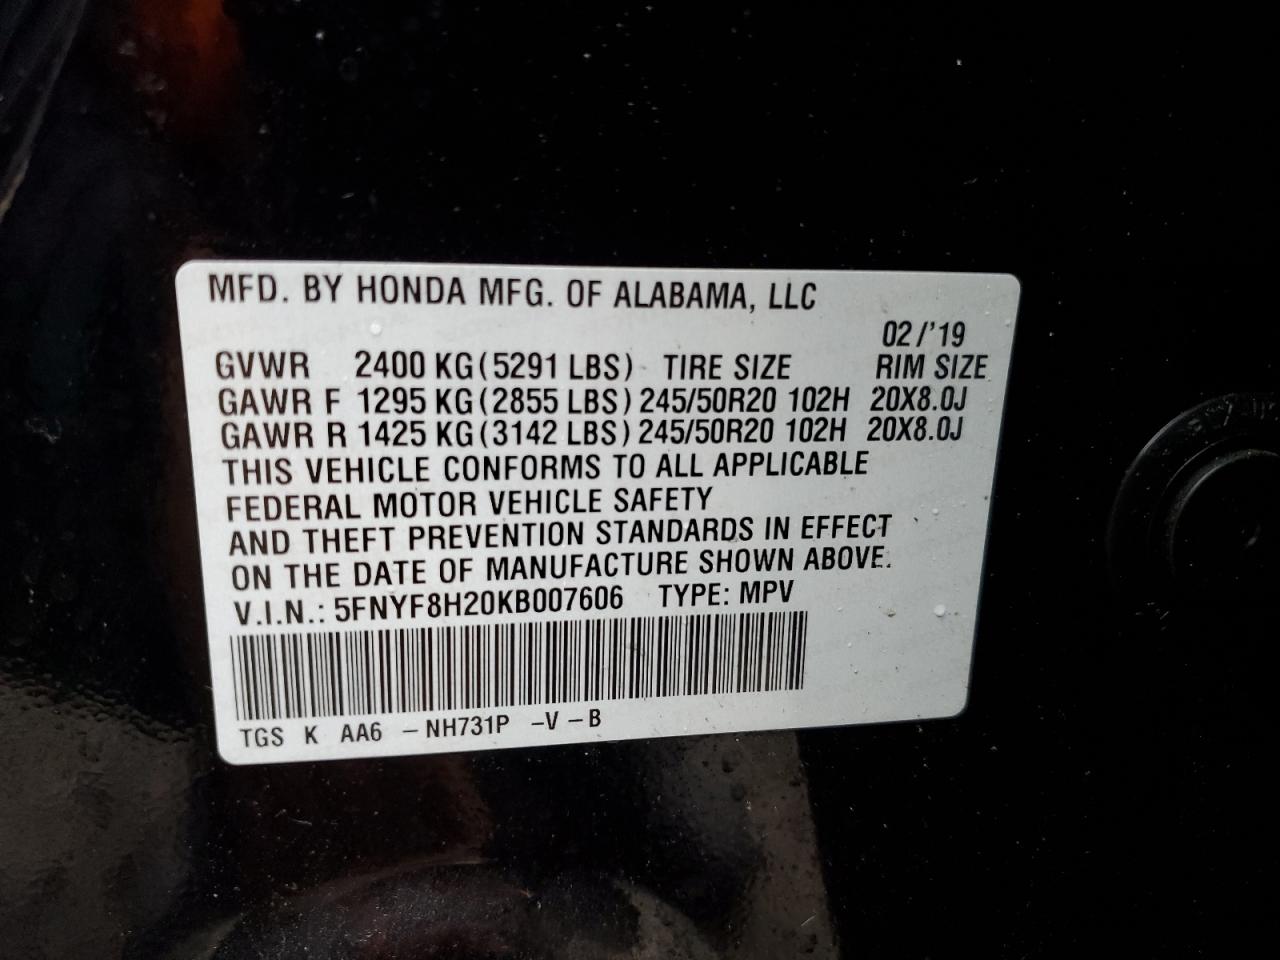 MFD. BY HONDA MFG. OF ALABAMA, LLC
02/'19
GVWR 2400 KG(5291 LBS) TIRE SIZE RIM SIZE
GAWR F 1295 KG(2855 LBS) 245/50R20 102H 20X8.0J
GAWR R 1425 KG(3142 LBS) 245/50R20 102H 20X8.0J
THIS VEHICLE CONFORMS TO ALL APPLICABLE
FEDERAL MOTOR VEHICLE SAFETY
AND THEFT PREVENTION STANDARDS IN EFFECT
ON THE DATE OF MANUFACTURE SHOWN ABOVE.
V.I.N.: 5FNYF8H20KB007606 TYPE: MPV
TGS K AA6 -NH731P -V-B